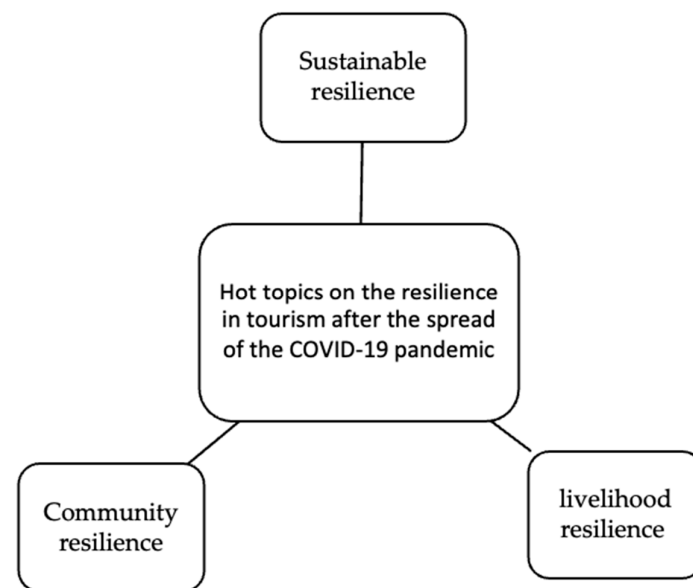 Sustainable
resilience
Hot topics on the resilience
in tourism after the spread
of the COVID-19 pandemic
Community
resilience
livelihood
resilience